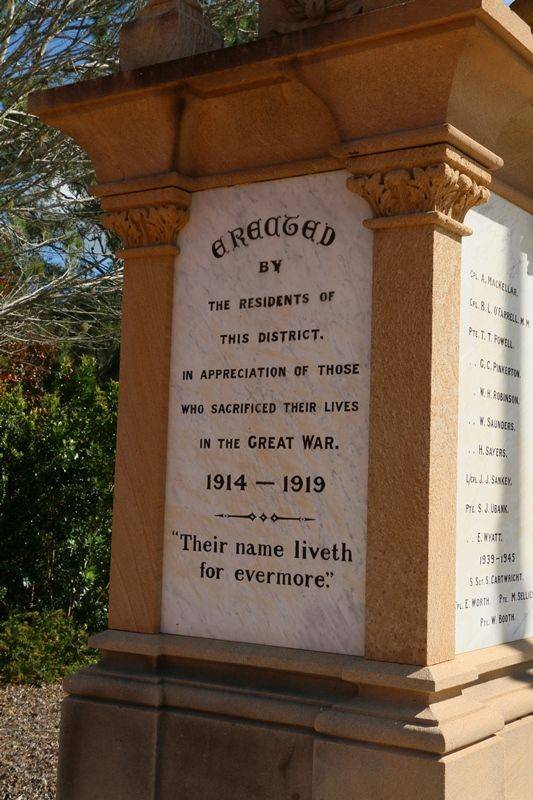 ERECTED
BY
THE RESIDENTS OF
THIS DISTRICT.
IN APPRECIATION OF THOSE
WHO SACRIFICED THEIR LIVES
IN THE GREAT WAR.
1914 — 1919
"Their name liveth
for evermore."
CPL. A. MACKELLAR.
CPL. B. L. O'FARRELL. M. M.
PTE. T. T. POWELL.
.. G. C. PINKERTON.
.. W. H. ROBINSON.
.. W. SAUNDERS.
.. H. SAYERS.
L/CPL. J. J. SANKEY.
PTE. S. J. UBANK.
.. E. WYATT.
1939 – 1945
S. SGT. S. CARTWRIGHT.
PL. E. WORTH PTE. M. SELLIC
PTE. W. BOOTH.